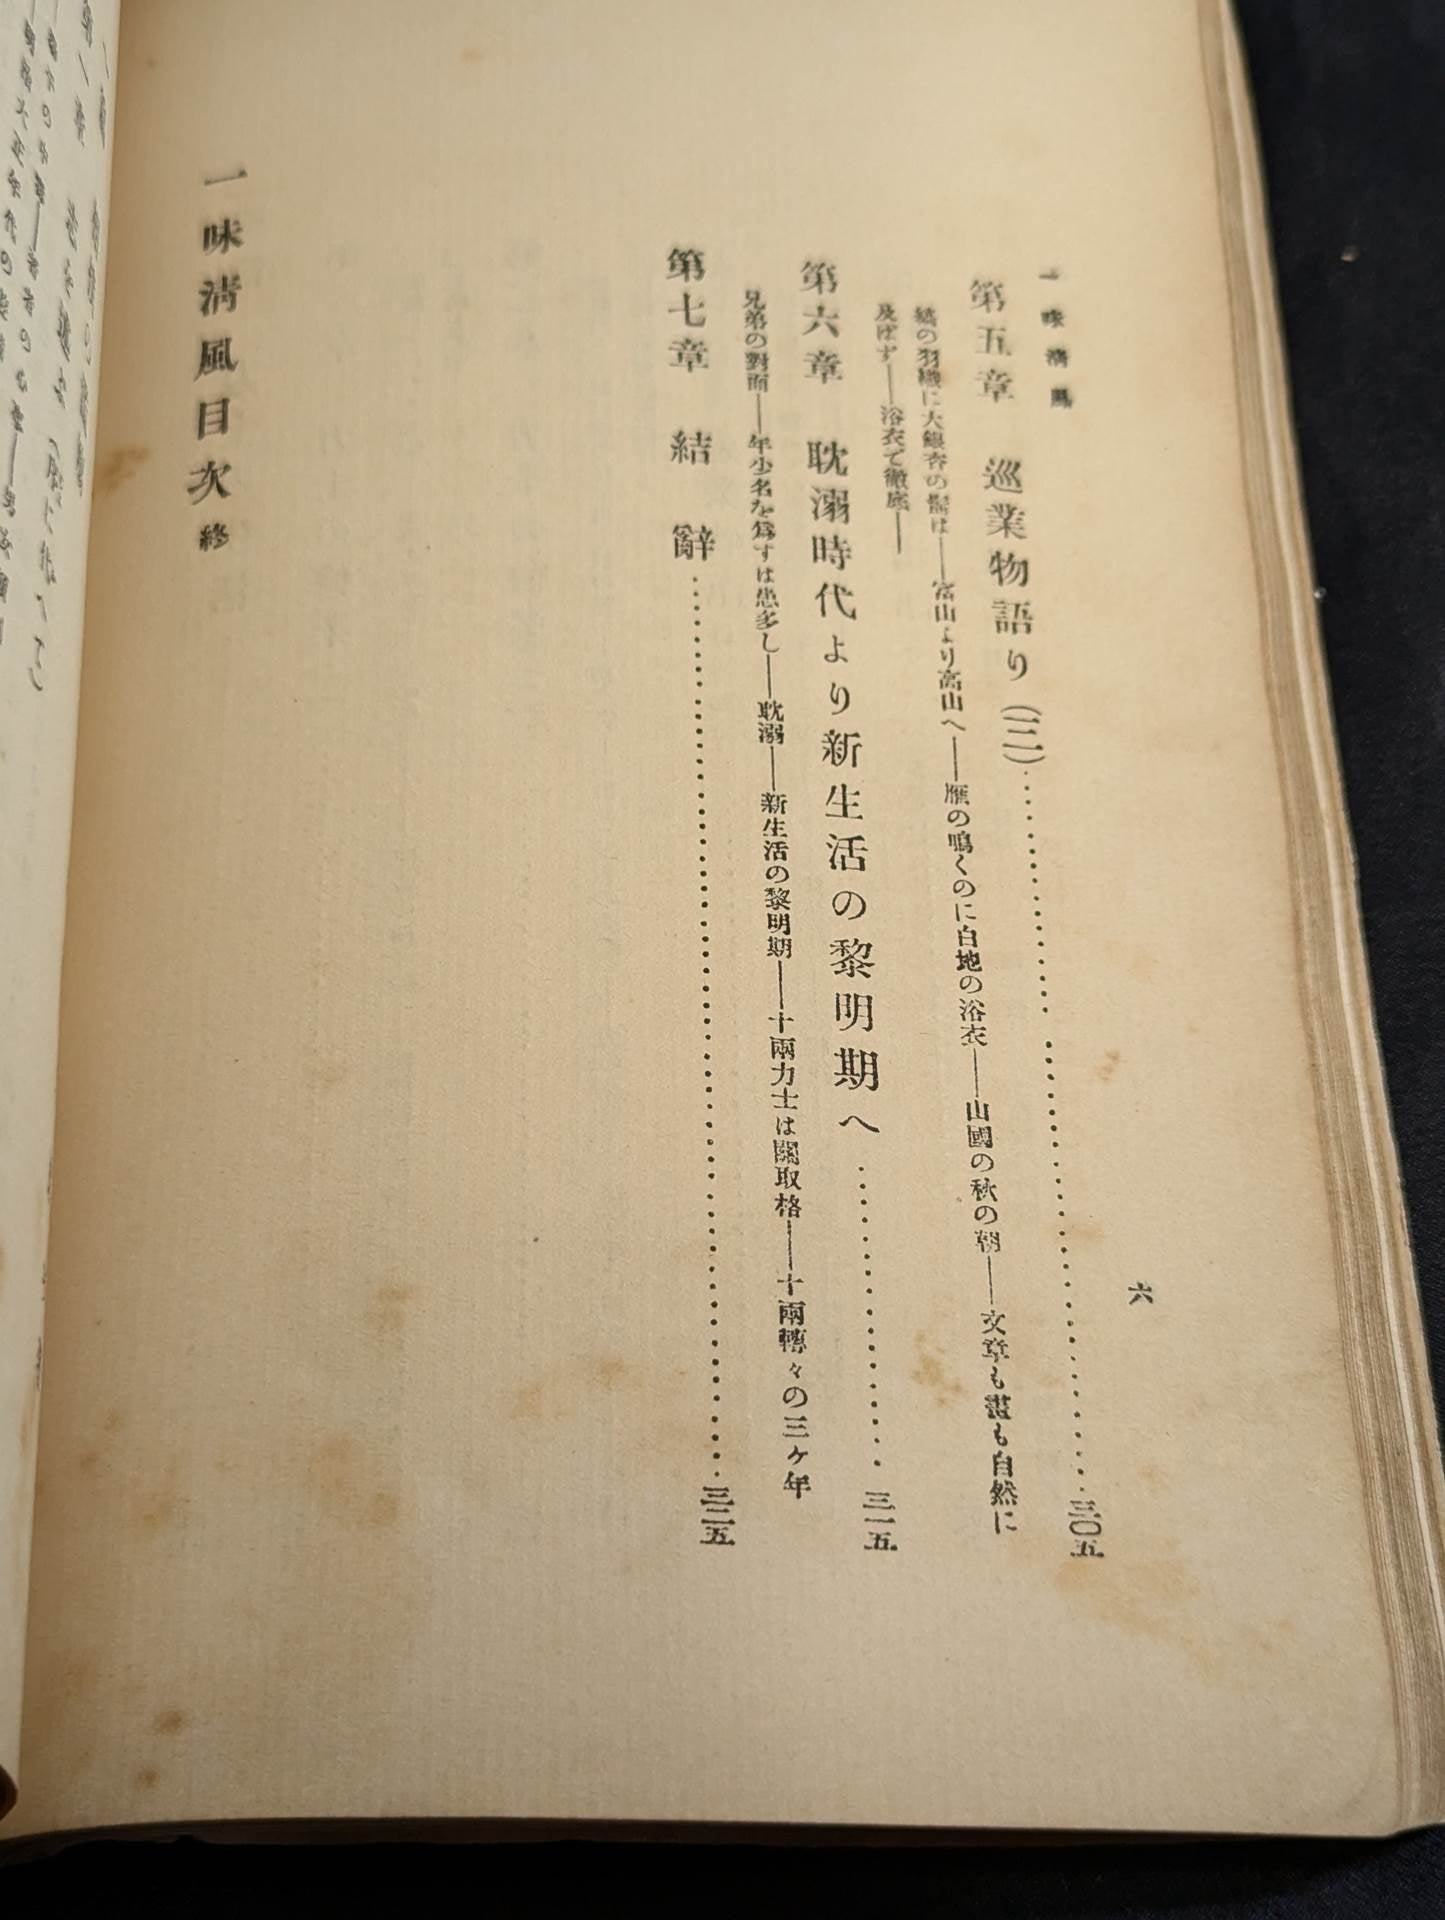 一味淸風
六
第五章　巡業物語り（三）…………三〇五
縞の羽織に大銀杏の髷は――富山より高山へ――雁の鳴くのに白地の浴衣――山國の秋の朝――文章も畫も自然に
及ばず――浴衣で徹底――
第六章　耽溺時代より新生活の黎明期へ…………三一五
兄弟の對面――年少名を爲すは患多し――耽溺――新生活の黎明期――十兩力士は關取格――十兩轉々の三ケ年
第七章　結　辭…………三二五
一味淸風目次終